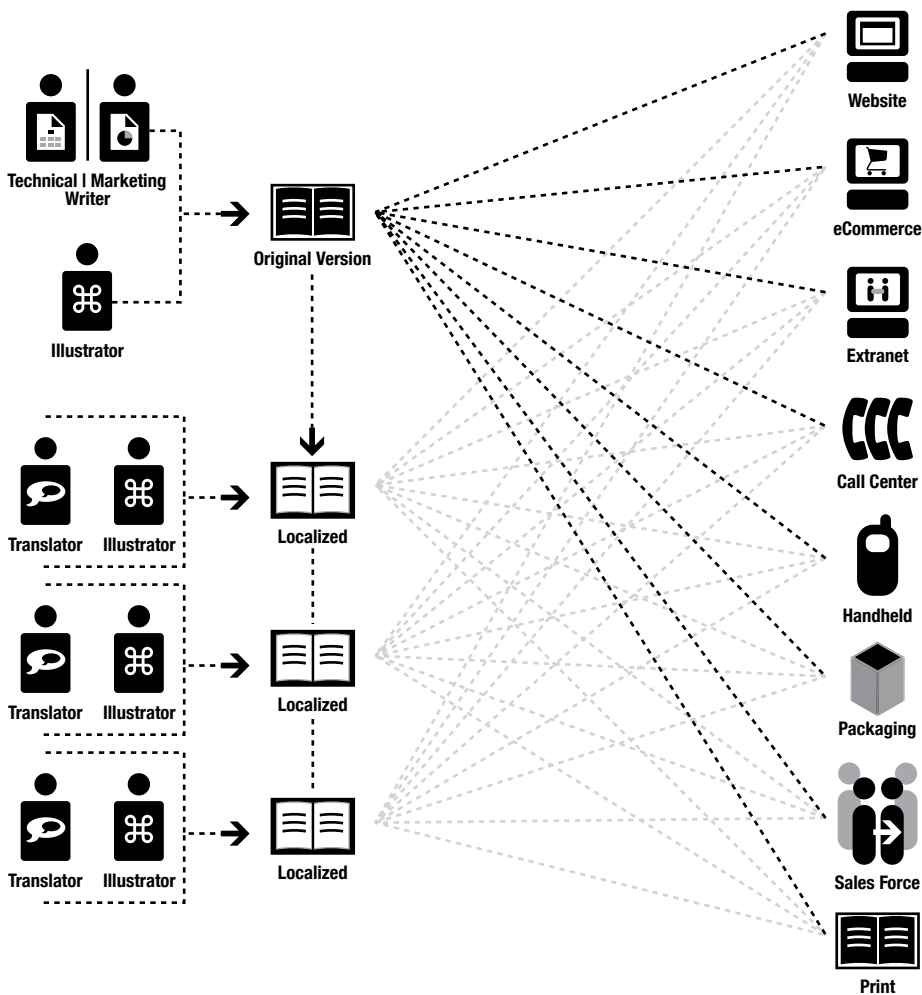 Website
Technical | Marketing
Writer
eCommerce
Original Version
Illustrator
Extranet
Call Center
Translator
Illustrator
Localized
Handheld
Translator
Illustrator
Localized
Packaging
Translator
Illustrator
Localized
Sales Force
Print